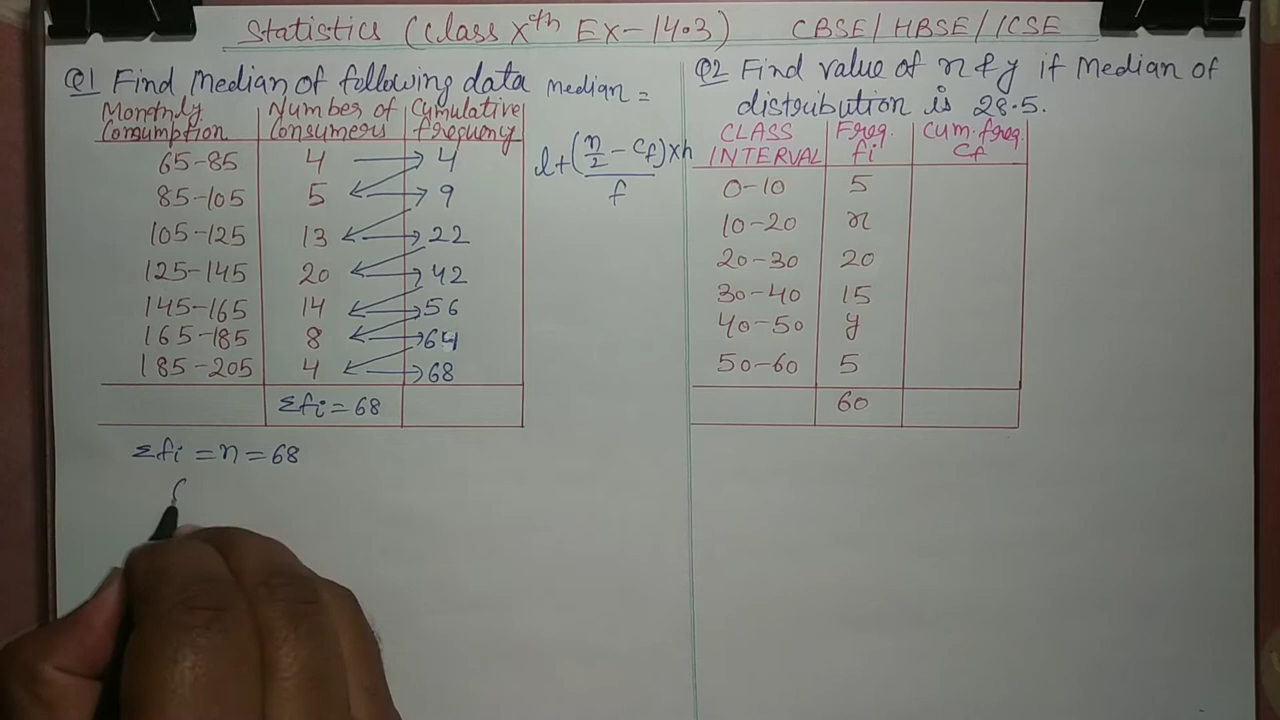 Statistics (Class Xth Ex-14.3) CBSE/HBSE/ICSE
Q1 Find Median of following data
Median =
l+(n/2 - Cf)×h
f
Monthly Consumption Number of Consumers Cumulative frequency
65-85 4 4
85-105 5 9
105-125 13 22
125-145 20 42
145-165 14 56
165-185 8 64
185-205 4 68
Σfi = 68
Σfi = n = 68
Q2 Find value of x & y if Median of
distribution is 28.5.
CLASS INTERVAL Freq. fi Cum.freq. Cf
0-10 5
10-20 x
20-30 20
30-40 15
40-50 y
50-60 5
60